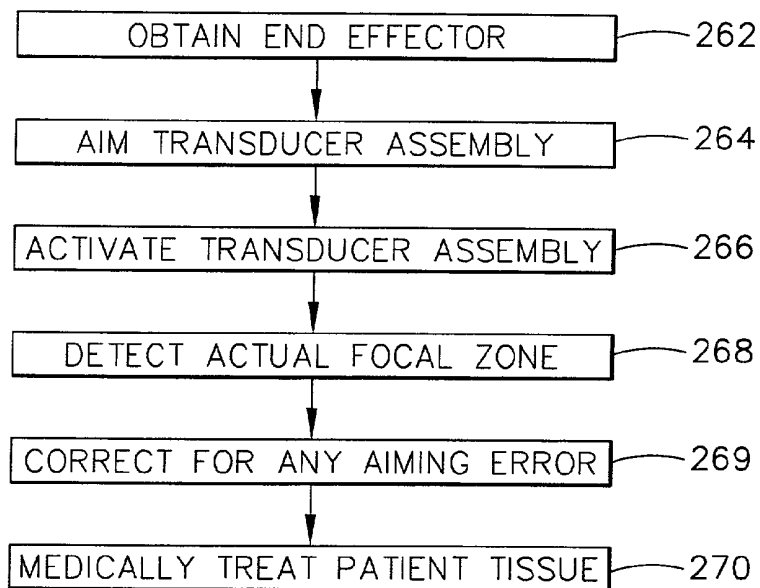 OBTAIN END EFFECTOR 262
AIM TRANSDUCER ASSEMBLY 264
ACTIVATE TRANSDUCER ASSEMBLY 266
DETECT ACTUAL FOCAL ZONE 268
CORRECT FOR ANY AIMING ERROR 269
MEDICALLY TREAT PATIENT TISSUE 270